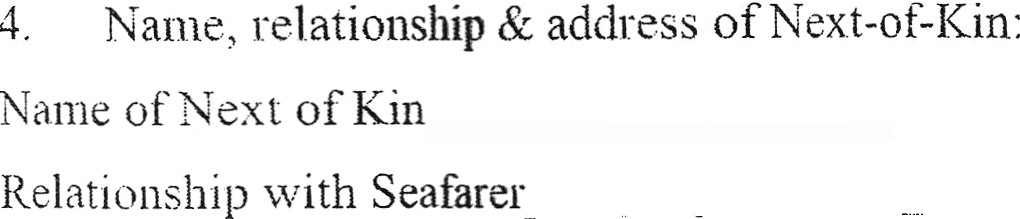 4. Name, relationship & address of Next-of-Kin:
Name of Next of Kin
Relationship with Seafarer